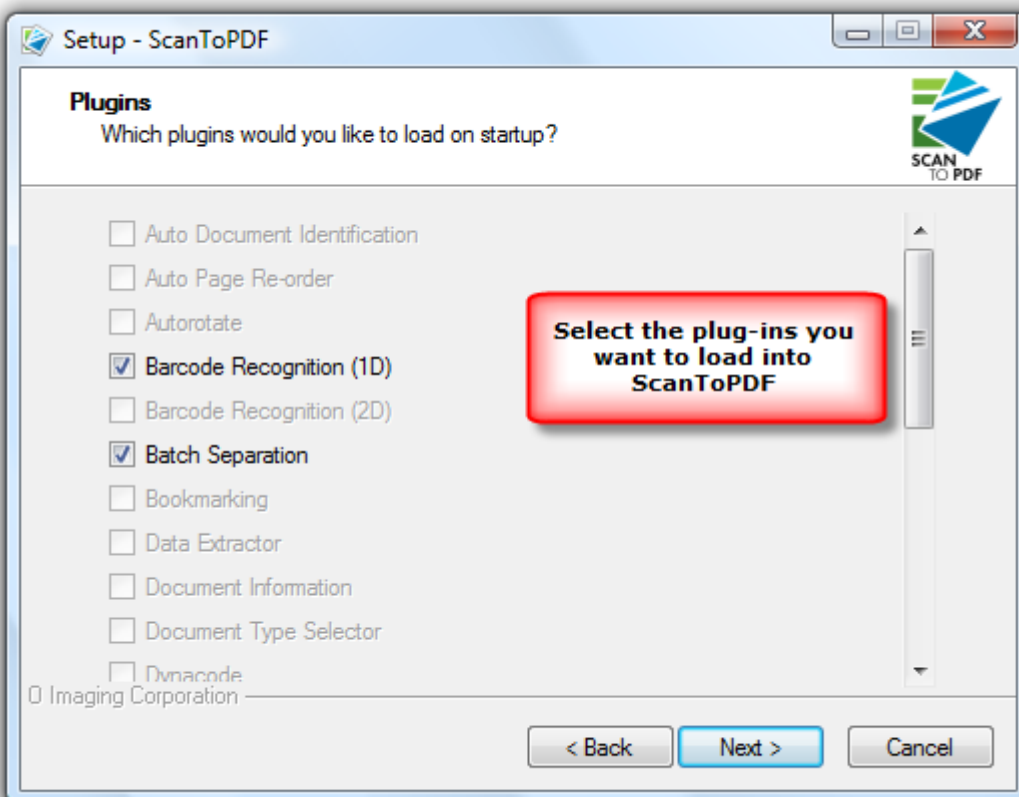 Setup - ScanToPDF
Plugins
Which plugins would you like to load on startup?
SCAN
TO PDF
Auto Document Identification
Auto Page Re-order
Autorotate
Barcode Recognition (1D)
Barcode Recognition (2D)
Batch Separation
Bookmarking
Data Extractor
Document Information
Document Type Selector
Dynacode
Select the plug-ins you
want to load into
ScanToPDF
O Imaging Corporation
< Back
Next >
Cancel